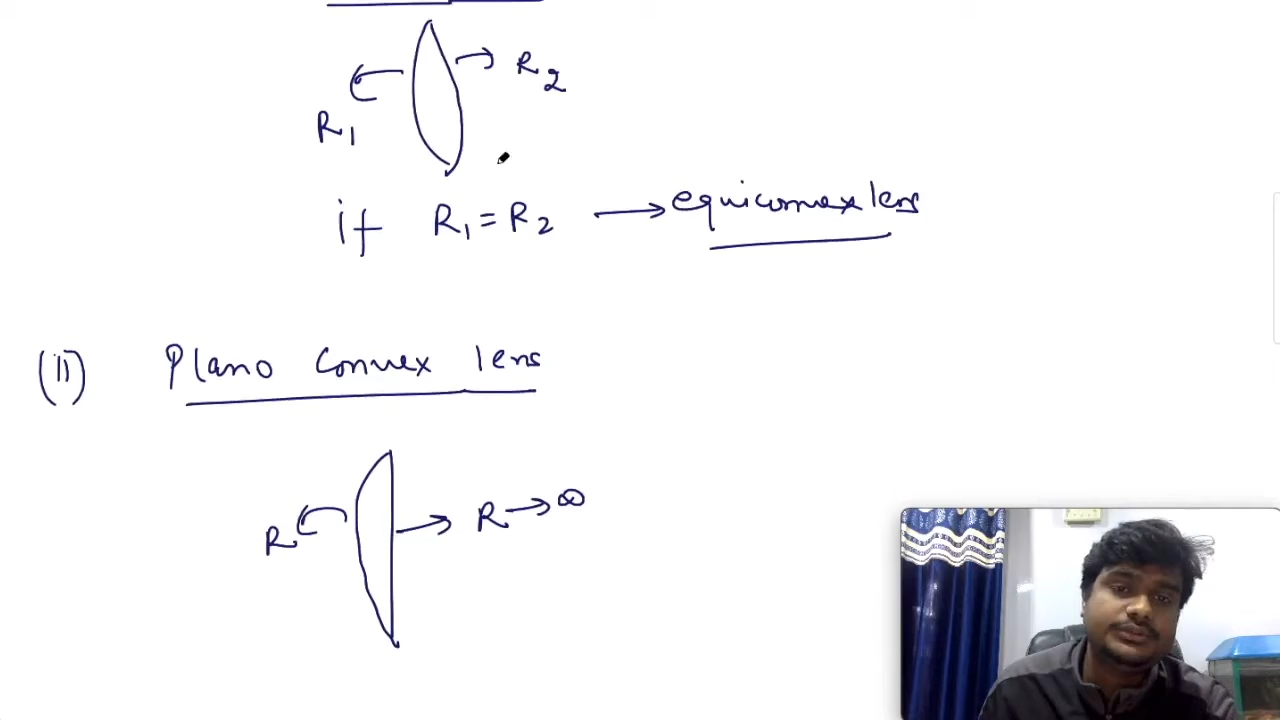 R₁ R₂
if R₁ = R₂ → equiconvex lens
(II) Plano convex lens
R R → ∞